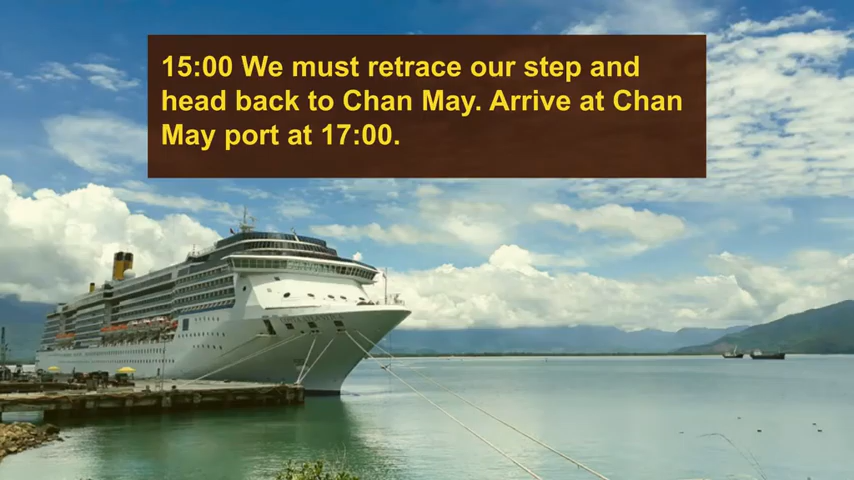 15:00 We must retrace our step and
head back to Chan May. Arrive at Chan
May port at 17:00.